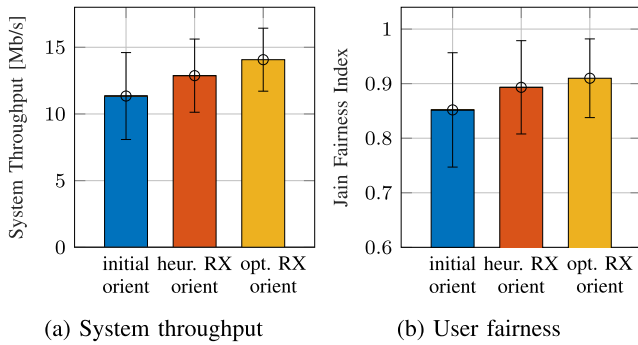 System Throughput [Mb/s]
15
10
5
0
initial heur. RX opt. RX
orient orient orient
(a) System throughput
Jain Fairness Index
1
0.9
0.8
0.7
0.6
initial heur. RX opt. RX
orient orient orient
(b) User fairness